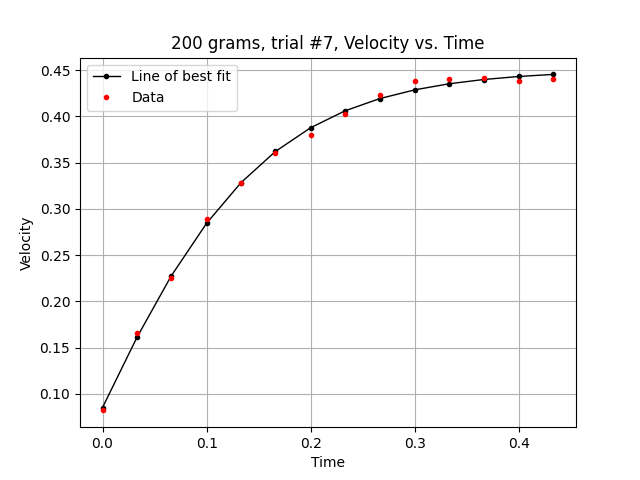 200 grams, trial #7, Velocity vs. Time
Line of best fit
Data
0.45
0.40
0.35
0.30
0.25
0.20
0.15
0.10
Velocity
0.0 0.1 0.2 0.3 0.4
Time